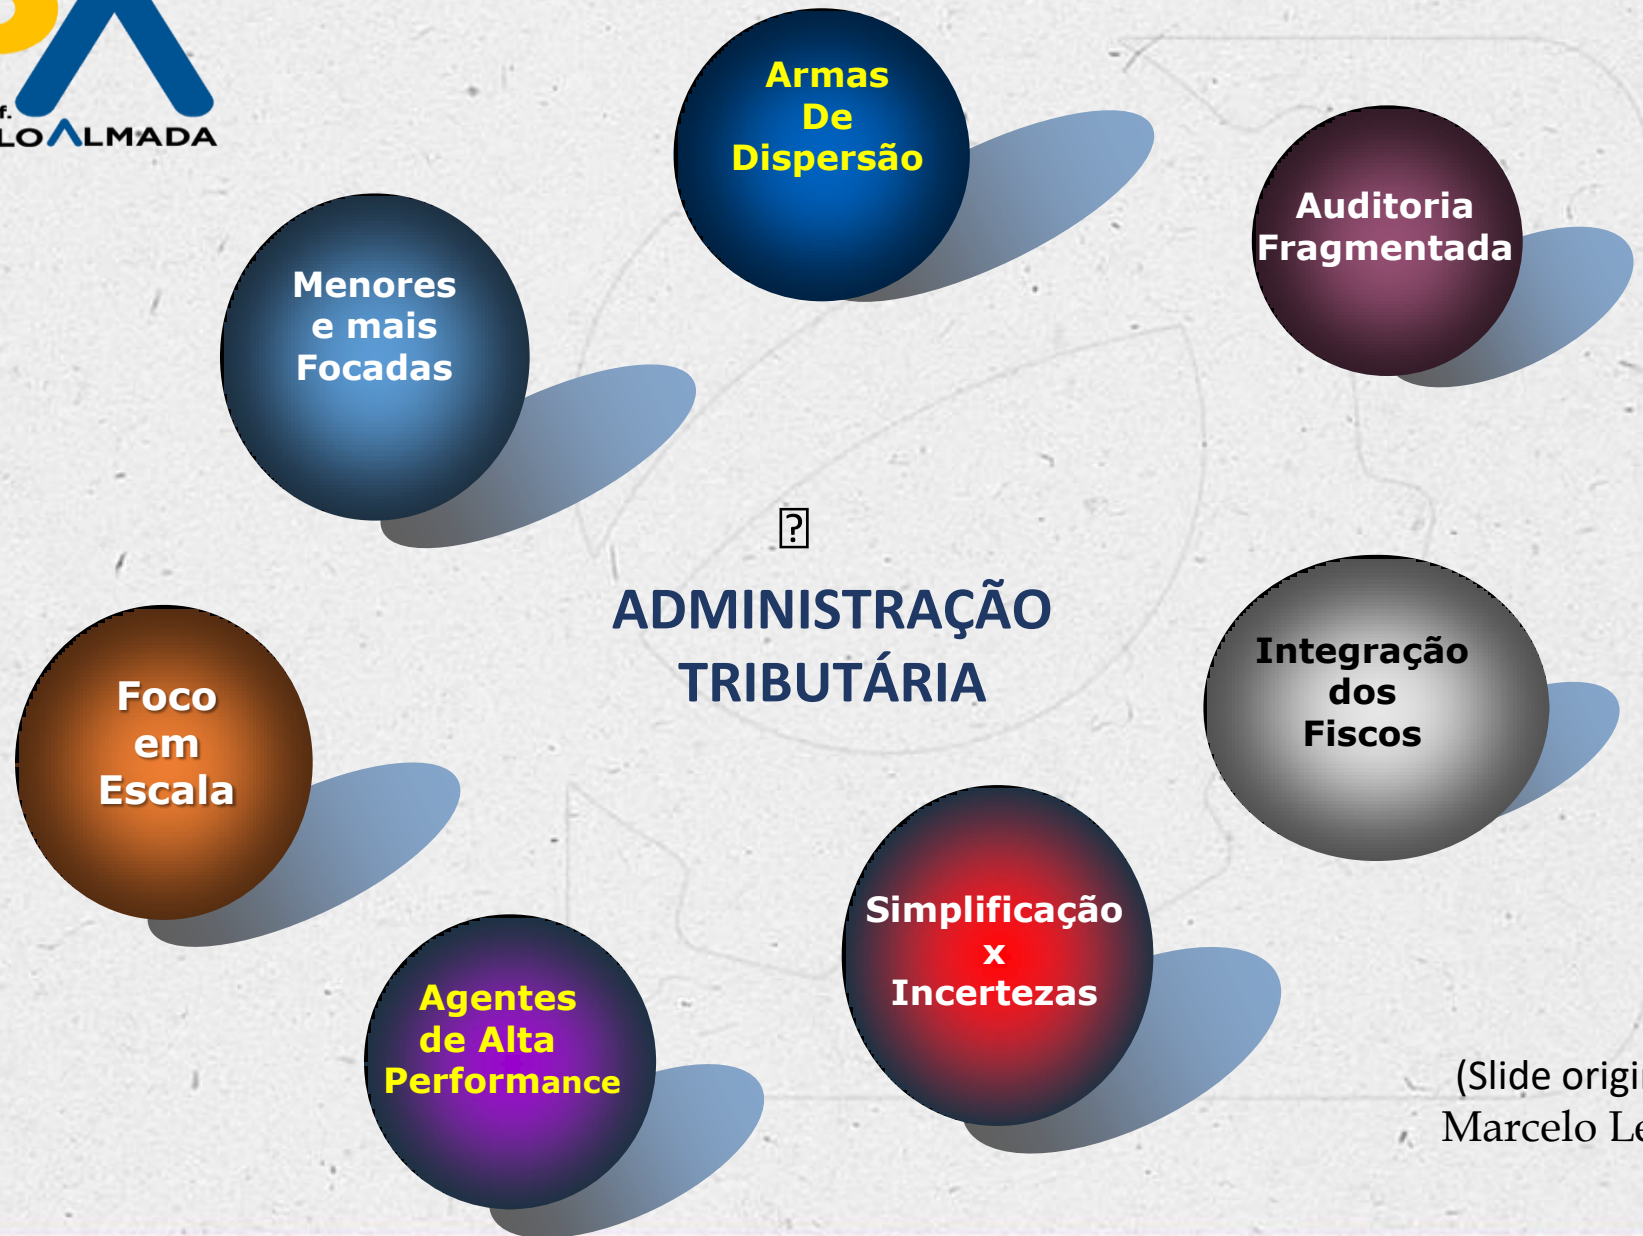 f.
LO ALMADA
Armas
De
Dispersão
Auditoria
Fragmentada
Menores
e mais
Focadas
ADMINISTRAÇÃO
TRIBUTÁRIA
Integração
dos
Fiscos
Foco
em
Escala
Simplificação
x
Incertezas
Agentes
de Alta
Performance
(Slide origi
Marcelo Le